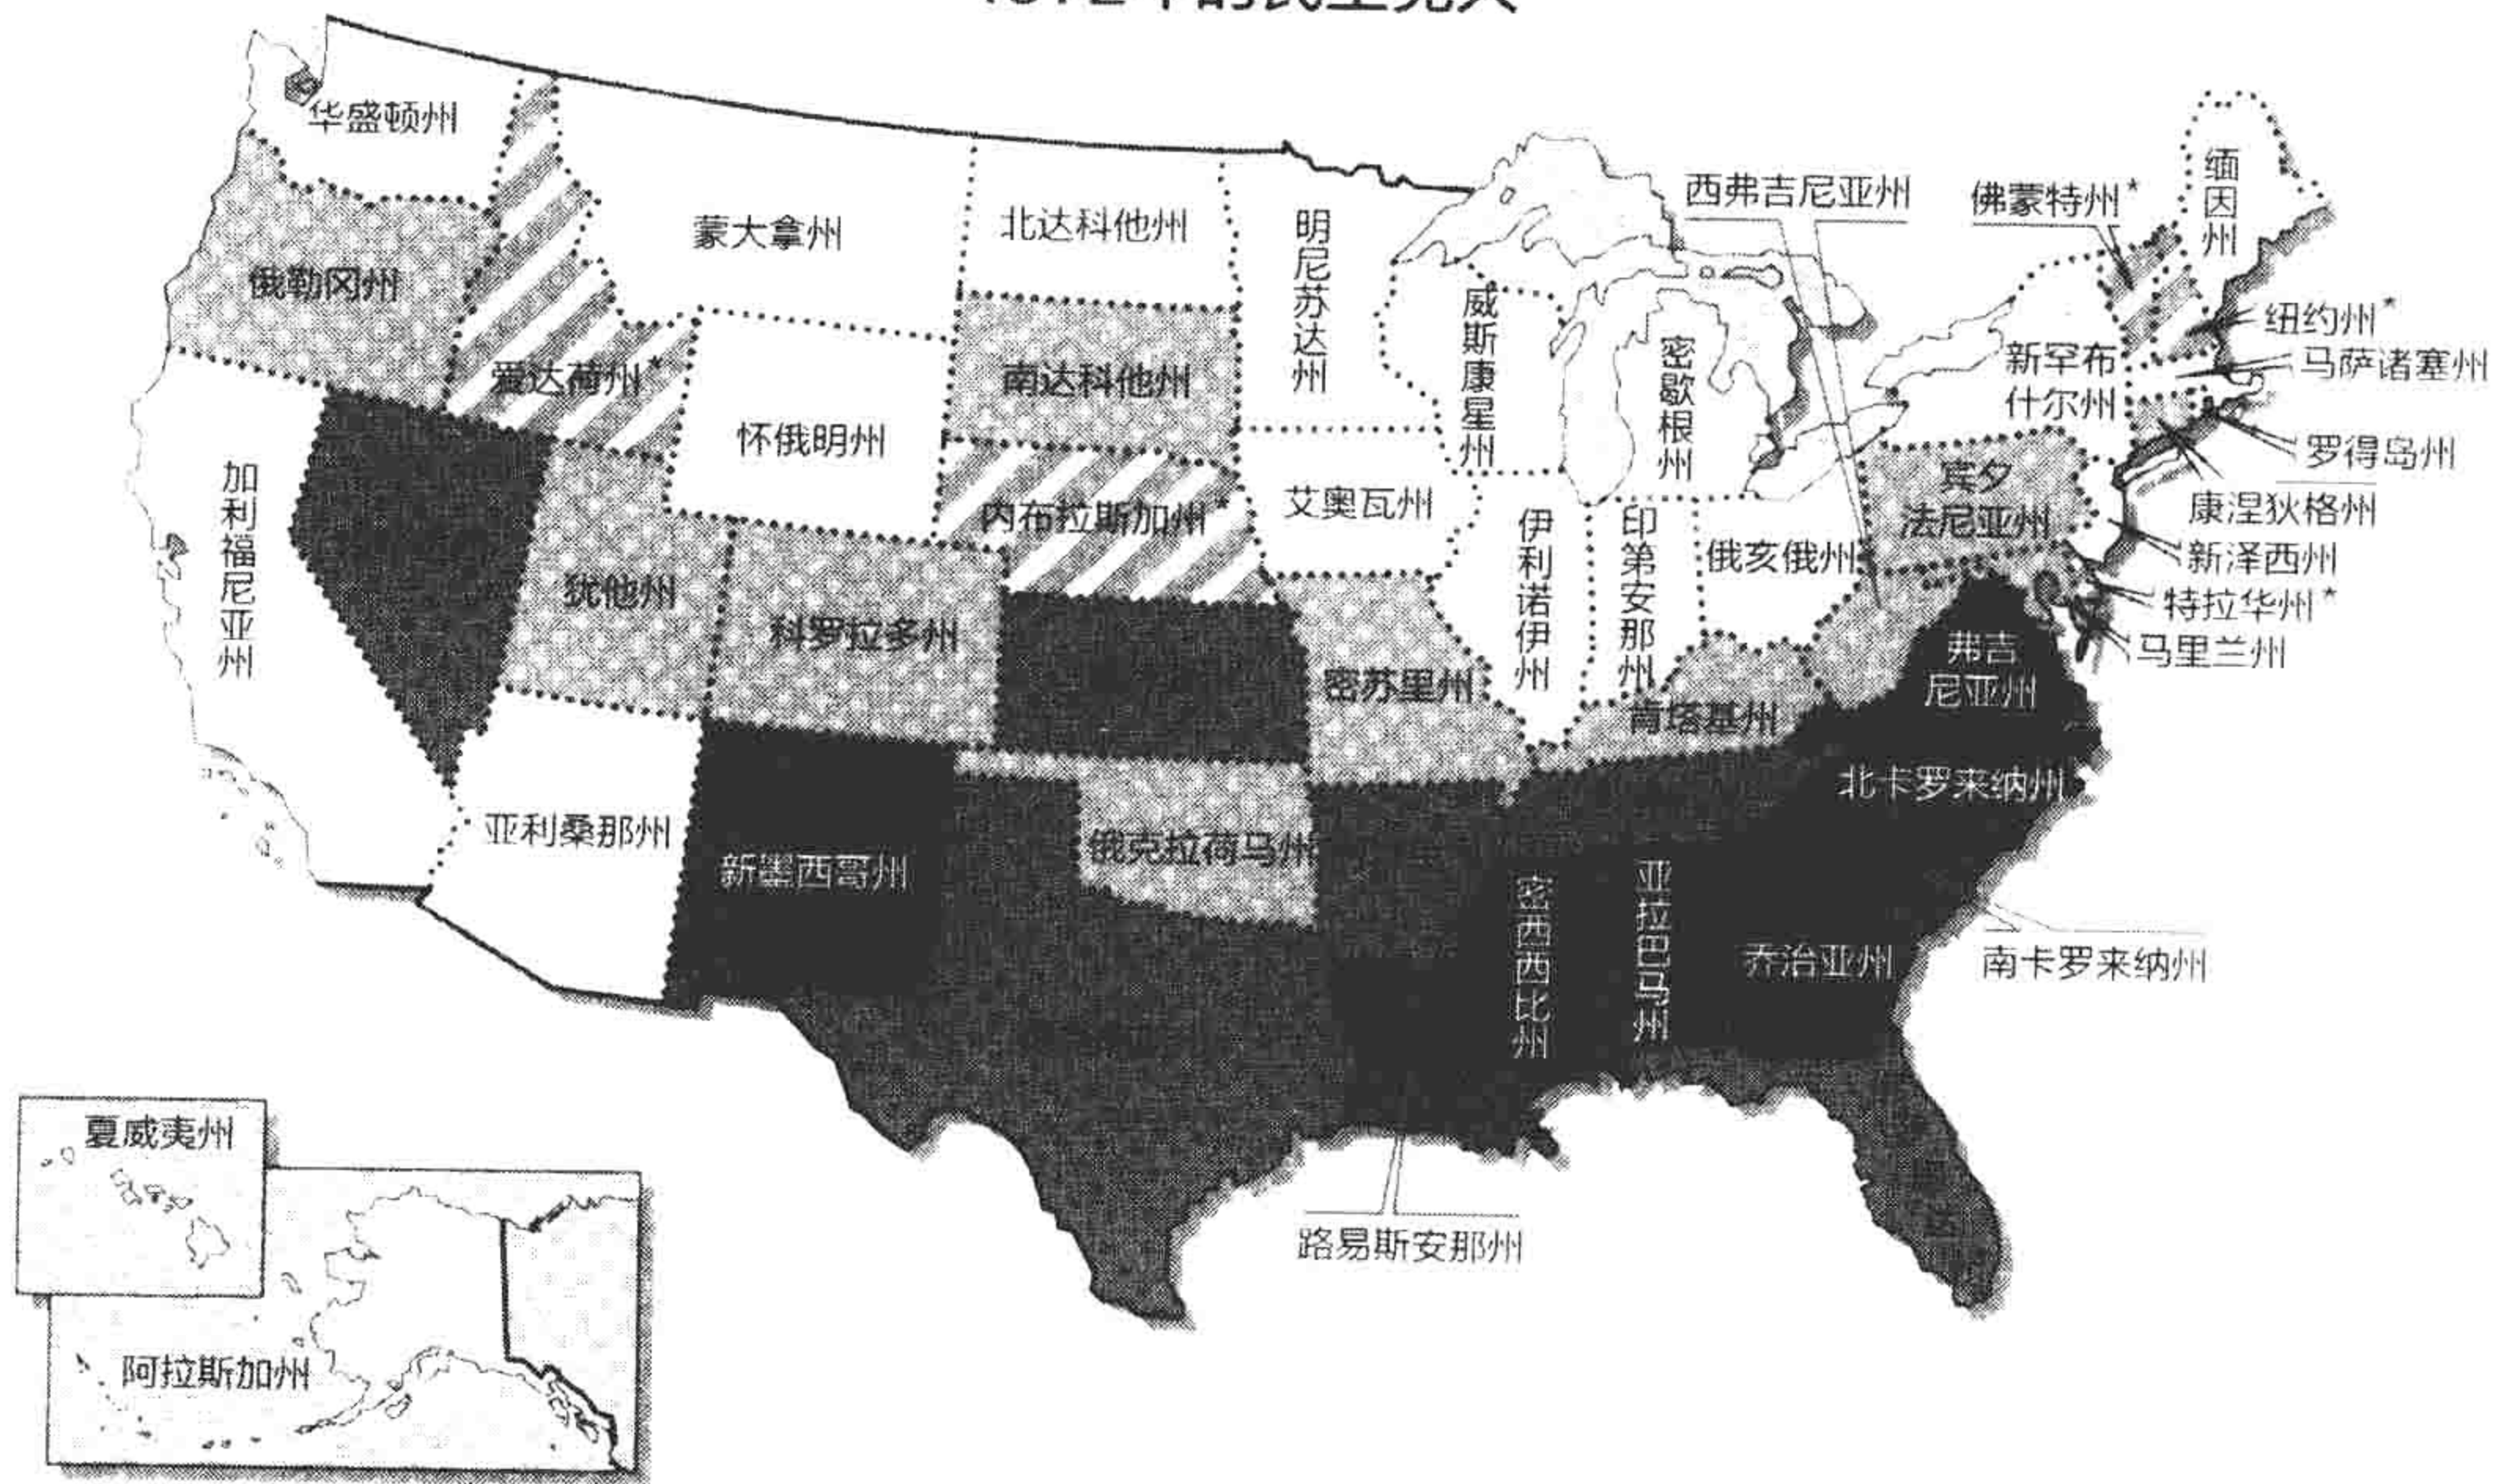 华盛顿州
俄勒冈州
爱达荷州*
蒙大拿州
北达科他州
南达科他州
怀俄明州
内布拉斯加州*
加利福尼亚州
犹他州
科罗拉多州
亚利桑那州
新墨西哥州
俄克拉荷马州
明尼苏达州
艾奥瓦州
密苏里州
威斯康星州
伊利诺伊州
密歇根州
印第安那州
俄亥俄州
肯塔基州
西弗吉尼亚州
佛蒙特州*
缅因州
纽约州*
马萨诸塞州
新罕布
什尔州
罗得岛州
康涅狄格州
宾夕
法尼亚州
新泽西州
特拉华州*
马里兰州
弗吉
尼亚州
北卡罗来纳州
南卡罗来纳州
乔治亚州
亚拉巴马州
密西西比州
路易斯安那州
夏威夷州
阿拉斯加州